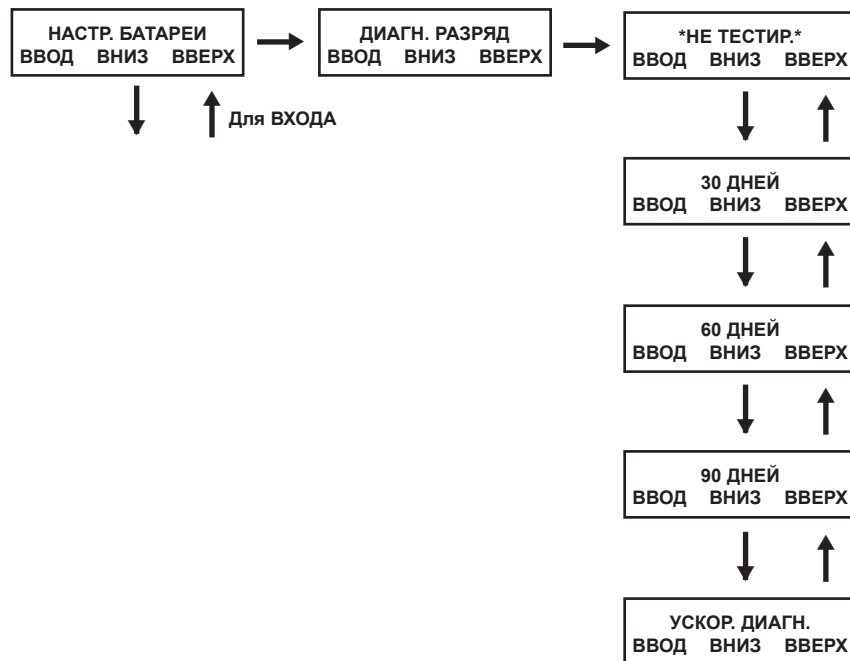 НАСТР. БАТАРЕИ
ВВОД ВНИЗ ВВЕРХ
ДИАГН. РАЗРЯД
ВВОД ВНИЗ ВВЕРХ
*НЕ ТЕСТИР.*
ВВОД ВНИЗ ВВЕРХ
Для ВХОДА
30 ДНЕЙ
ВВОД ВНИЗ ВВЕРХ
60 ДНЕЙ
ВВОД ВНИЗ ВВЕРХ
90 ДНЕЙ
ВВОД ВНИЗ ВВЕРХ
УСКОР. ДИАГН.
ВВОД ВНИЗ ВВЕРХ